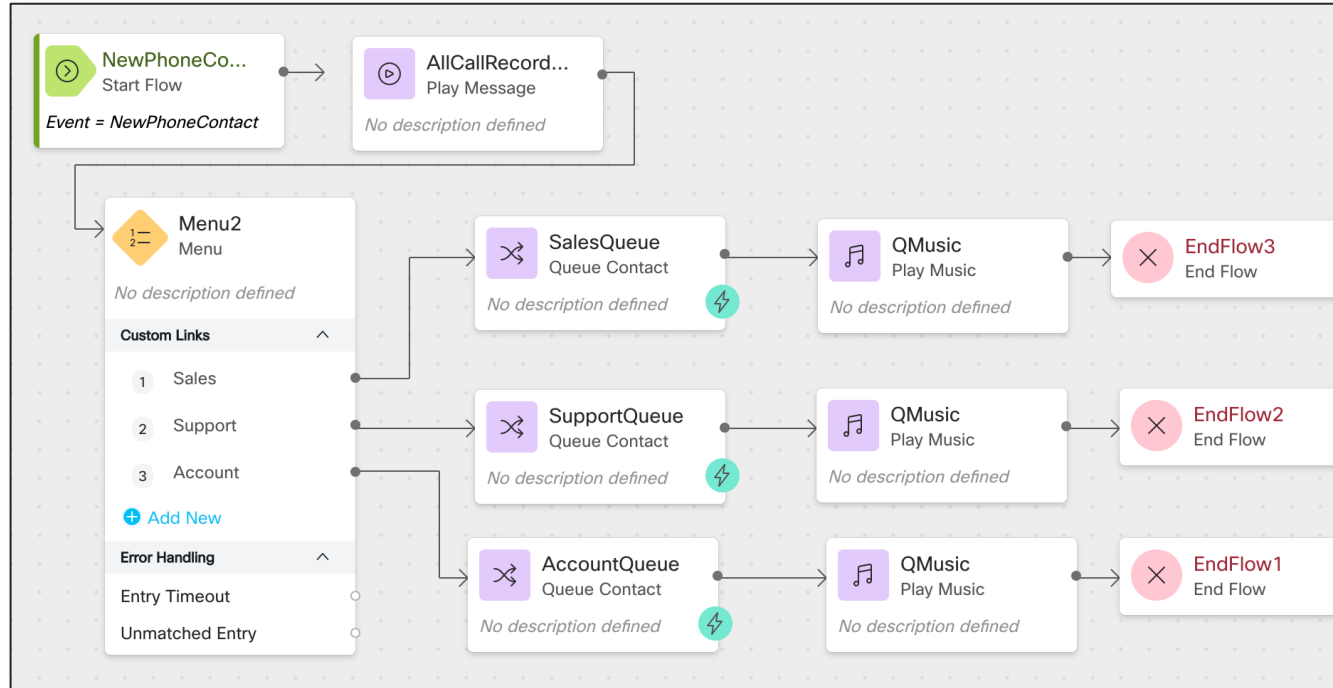 NewPhoneCo...
Start Flow
Event = NewPhoneContact
AllCallRecord...
Play Message
No description defined
1
2
Menu2
Menu
No description defined
Custom Links
1 Sales
2 Support
3 Account
Add New
Error Handling
Entry Timeout
Unmatched Entry
SalesQueue
Queue Contact
No description defined
QMusic
Play Music
No description defined
EndFlow3
End Flow
SupportQueue
Queue Contact
No description defined
QMusic
Play Music
No description defined
EndFlow2
End Flow
AccountQueue
Queue Contact
No description defined
QMusic
Play Music
No description defined
EndFlow1
End Flow